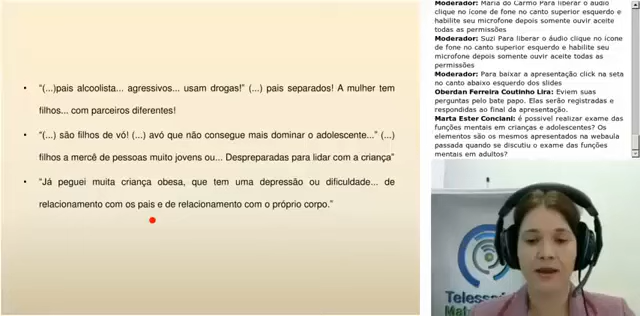 • "(...)pais alcoolista... agressivos... usam drogas!" (...) pais separados! A mulher tem
filhos... com parceiros diferentes!
• "(...) são filhos de vó! (...) avó que não consegue mais dominar o adolescente..." (...)
filhos a mercê de pessoas muito jovens ou... Despreparadas para lidar com a criança"
• "Já peguei muita criança obesa, que tem uma depressão ou dificuldade... de
relacionamento com os pais e de relacionamento com o próprio corpo."
Moderador: Maria do Carmo Para liberar o áudio
clique no ícone de fone no canto superior esquerdo e
habilite seu microfone depois somente ouvir aceite
todas as permissões
Moderador: Suzi Para liberar o áudio clique no ícone
de fone no canto superior esquerdo e habilite seu
microfone depois somente ouvir aceite todas as
permissões
Moderador: Para baixar a apresentação click na seta
no canto abaixo esquerdo dos slides
Oberdan Ferreira Coutinho Lira: Eviem suas
perguntas pelo bate papo. Elas serão registradas e
respondidas ao final da apresentação.
Marta Ester Conciani: é possivel realizar exame das
funções mentais em crianças e adolescentes? Os
elementos são os mesmos apresentados na webaula
passada quando se discutiu o exame das funções
mentais em adultos?